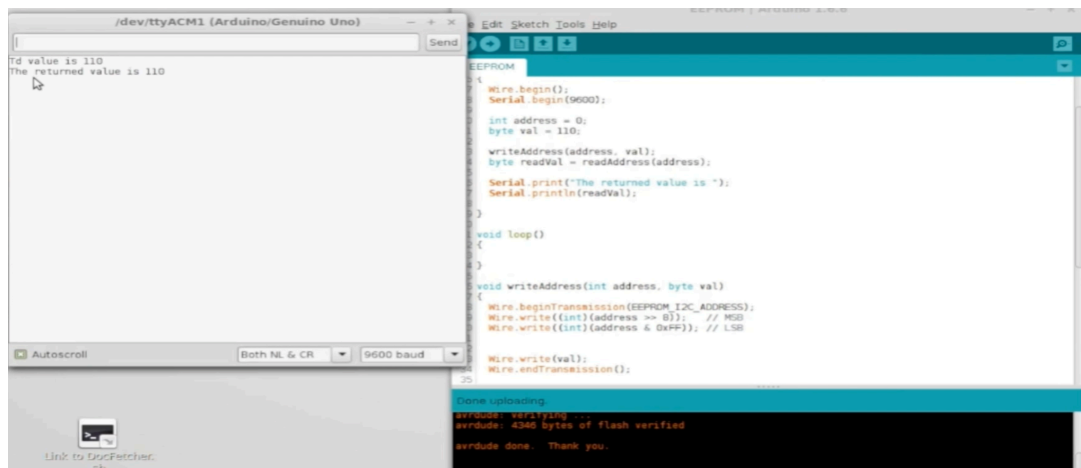 /dev/ttyACM1 (Arduino/Genuino Uno)
Send
Td value is 110
The returned value is 110
Autoscroll
Both NL & CR
9600 baud
Link to DocFetcher.
Edit Sketch Tools Help
EEPROM
{
Wire.begin();
Serial.begin(9600);
int address = 0;
byte val = 110;
writeAddress(address, val);
byte readVal = readAddress(address);
Serial.print("The returned value is ");
Serial.println(readVal);
}
void loop()
{
}
void writeAddress(int address, byte val)
{
Wire.beginTransmission(EEPROM_I2C_ADDRESS);
Wire.write((int)(address >> 8)); // MSB
Wire.write((int)(address & 0xFF)); // LSB
Wire.write(val);
Wire.endTransmission();
35
Done uploading.
avrdude: verifying ...
avrdude: 4346 bytes of flash verified
avrdude done. Thank you.